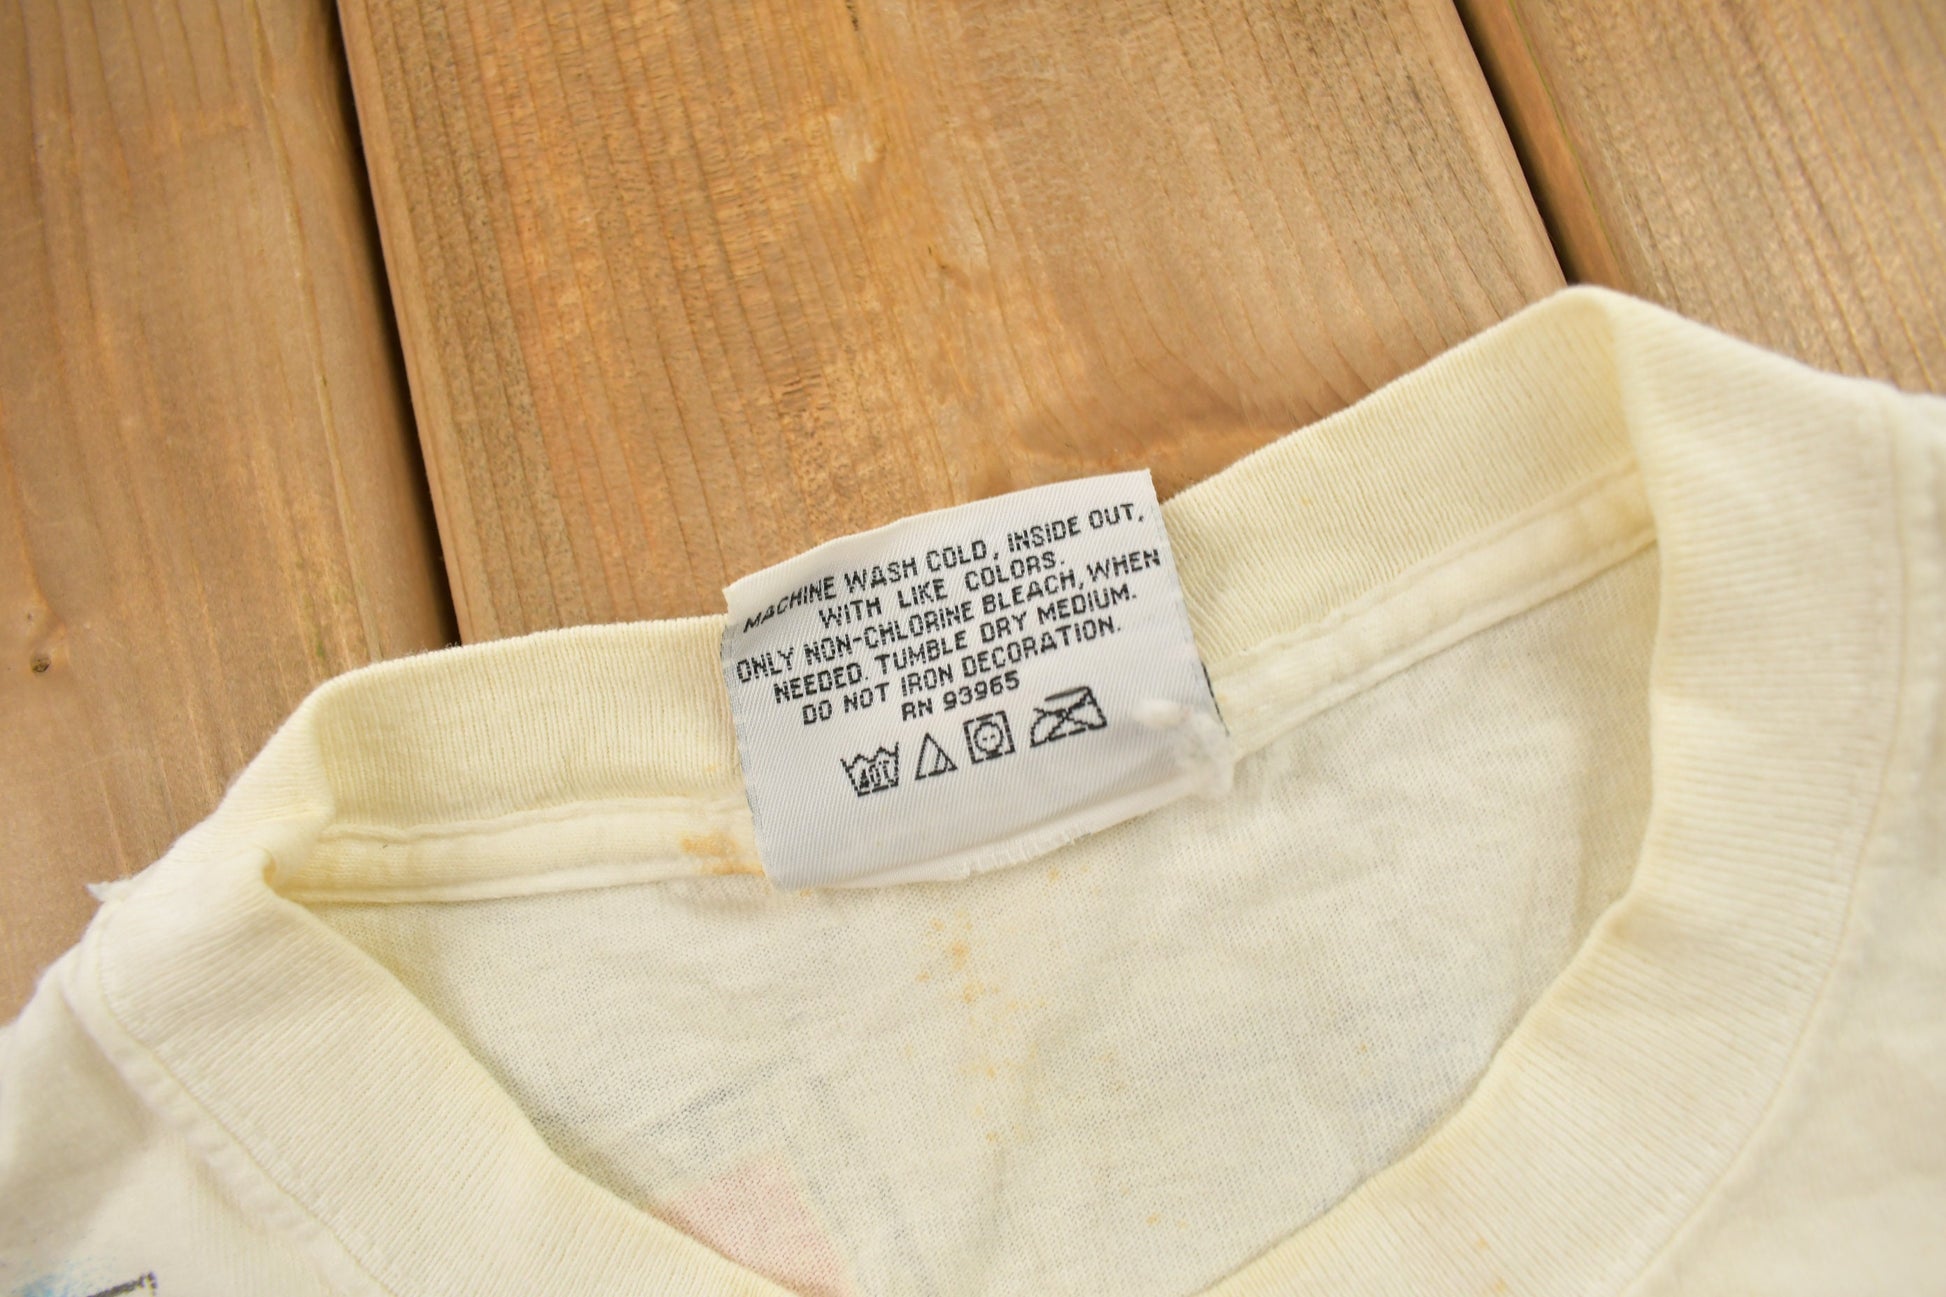 MACHINE WASH COLD, INSIDE OUT,
WITH LIKE COLORS.
ONLY NON-CHLORINE BLEACH, WHEN
NEEDED. TUMBLE DRY MEDIUM.
DO NOT IRON DECORATION.
RN 93965
40